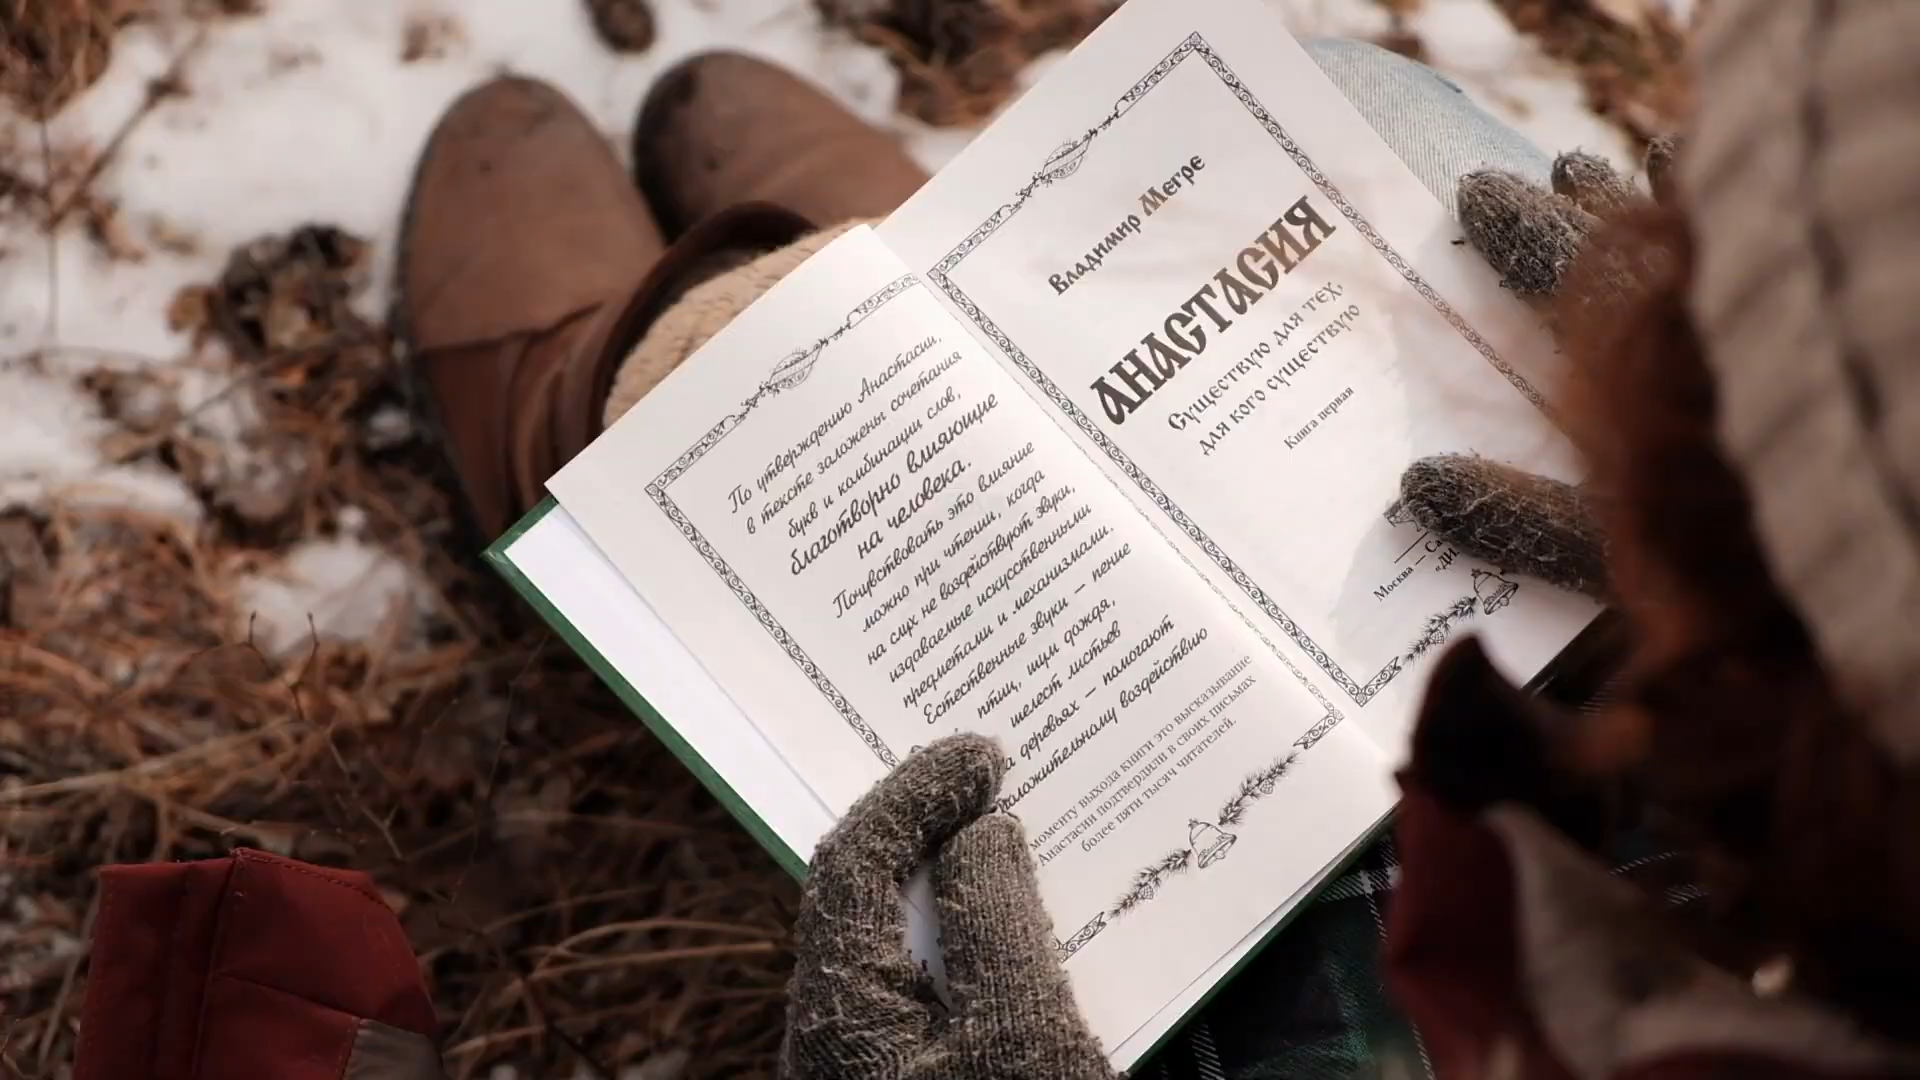 По утверждению Анастасии,
в тексте заложены сочетания
букв и комбинации слов,
благотворно влияющие
на человека.
Почувствовать это влияние
можно при чтении, когда
на слух не воздействуют звуки,
издаваемые искусственными
предметами и механизмами.
Естественные звуки — пение
птиц, шум дождя,
шелест листьев
деревьях — помогают
положительному воздействию
моменту выхода книги это высказывание
Анастасии подтвердили в своих письмах
более пяти тысяч читателей.
Владимир Мегре
АНАСТАСИЯ
Существую для тех,
для кого существую
Книга первая
Москва —